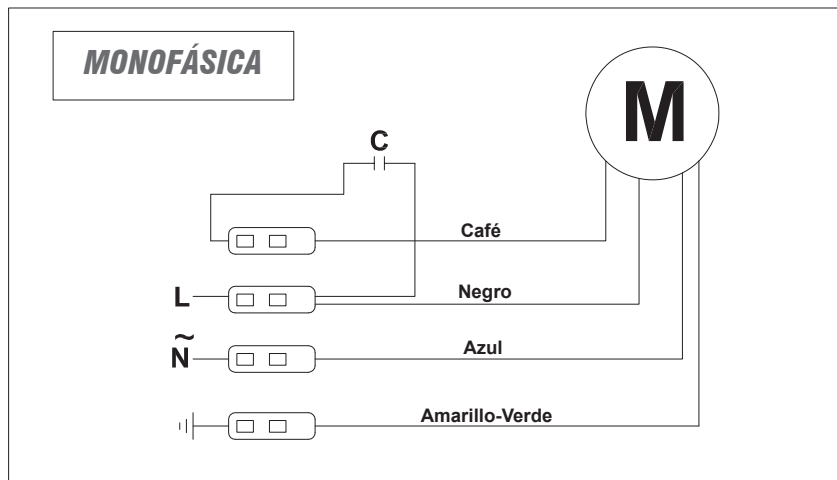 MONOFÁSICA
M
C
Café
L
Negro
Ñ
Azul
Amarillo-Verde